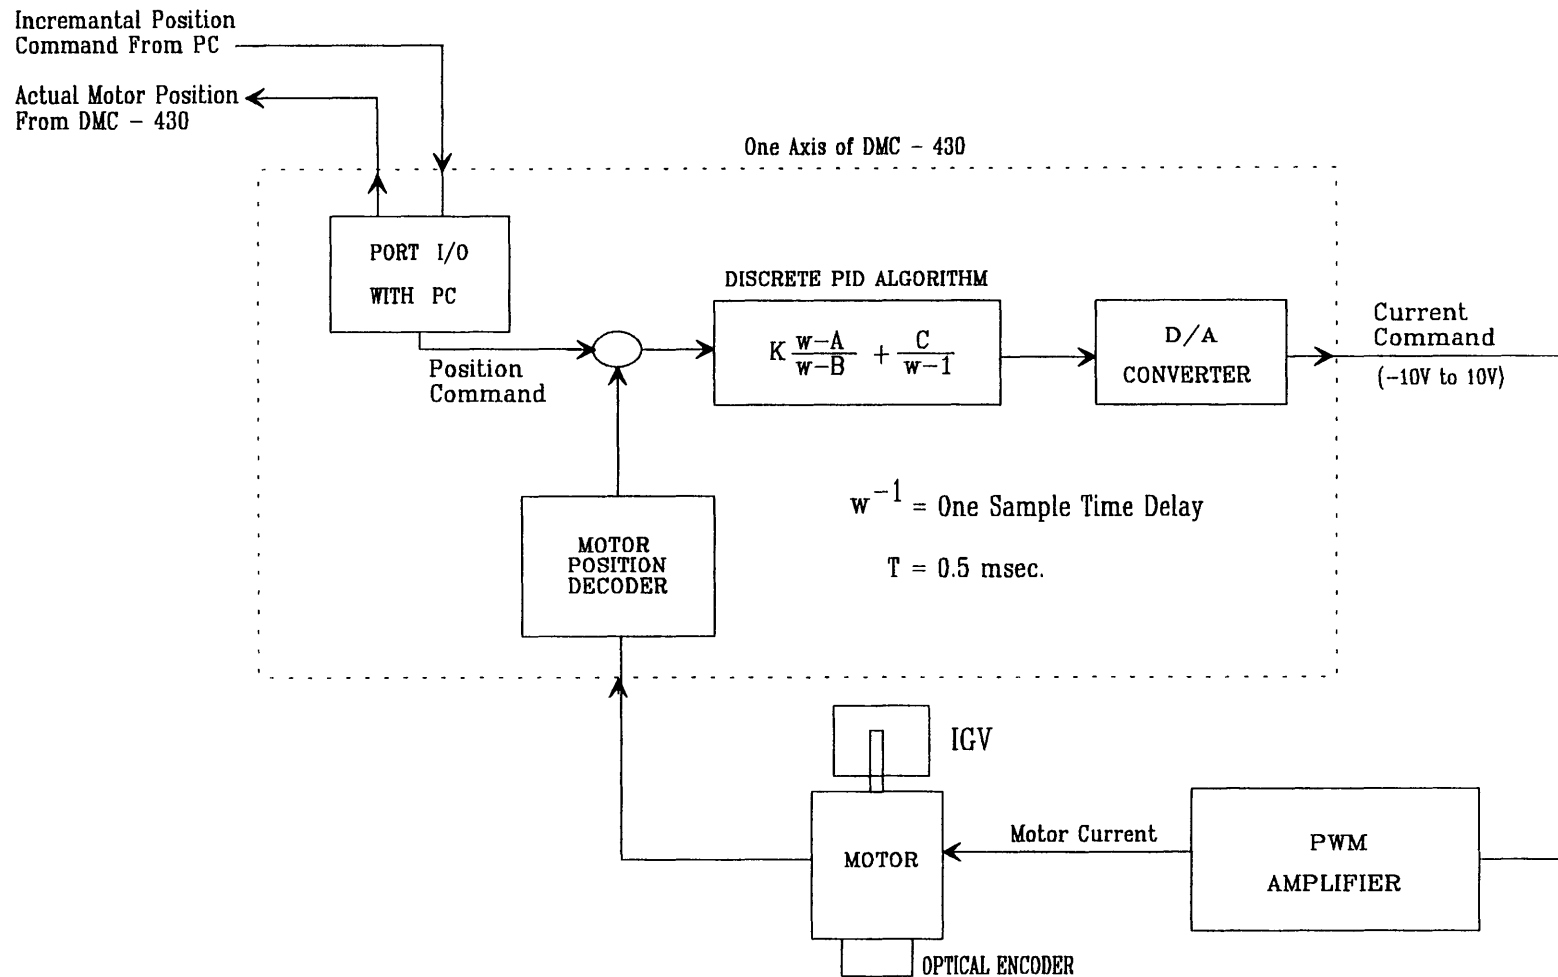 Incremantal Position
Command From PC
Actual Motor Position
From DMC - 430
One Axis of DMC - 430
PORT I/O
WITH PC
DISCRETE PID ALGORITHM
K w-A/w-B + C/w-1
D/A
CONVERTER
Current
Command
(-10V to 10V)
Position
Command
w^-1 = One Sample Time Delay
T = 0.5 msec.
MOTOR
POSITION
DECODER
IGV
MOTOR
Motor Current
PWM
AMPLIFIER
OPTICAL ENCODER